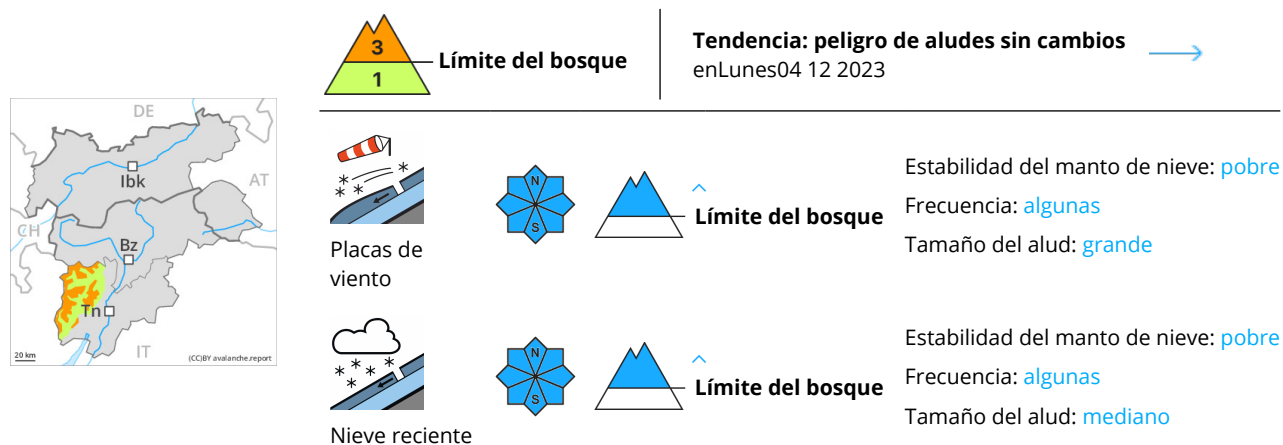 3
1
Límite del bosque
Tendencia: peligro de aludes sin cambios
enLunes04 12 2023
DE
Ibk
AT
CH
Bz
Tn
IT
20 km
(CC)BY avalanche.report
Placas de
viento
N
S
Límite del bosque
Estabilidad del manto de nieve: pobre
Frecuencia: algunas
Tamaño del alud: grande
Nieve reciente
N
S
Límite del bosque
Estabilidad del manto de nieve: pobre
Frecuencia: algunas
Tamaño del alud: mediano